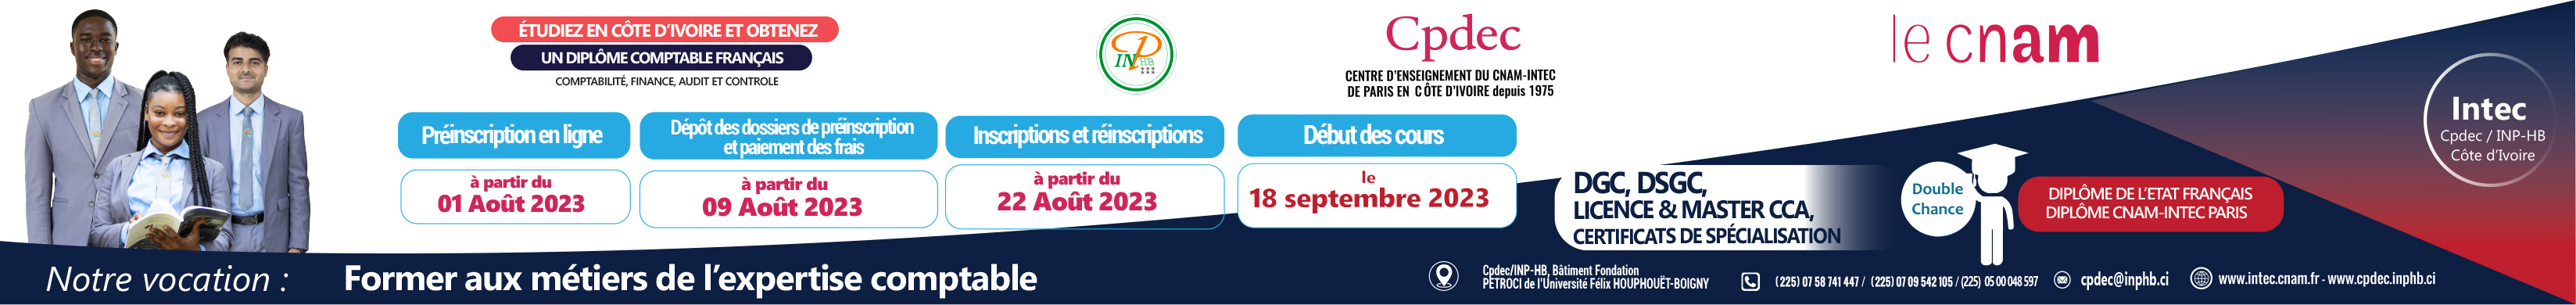 ÉTUDIEZ EN CÔTE D'IVOIRE ET OBTENEZ
UN DIPLÔME COMPTABLE FRANÇAIS
COMPTABILITÉ, FINANCE, AUDIT ET CONTROLE
INP
HB
Cpdec
CENTRE D'ENSEIGNEMENT DU CNAM-INTEC
DE PARIS EN CÔTE D'IVOIRE depuis 1975
le cnam
Intec
Cpdec / INP-HB
Côte d'Ivoire
Préinscription en ligne
à partir du
01 Août 2023
Dépôt des dossiers de préinscription
et paiement des frais
à partir du
09 Août 2023
Inscriptions et réinscriptions
à partir du
22 Août 2023
Début des cours
le
18 septembre 2023
DGC, DSGC,
LICENCE & MASTER CCA,
CERTIFICATS DE SPÉCIALISATION
Double
Chance
DIPLÔME DE L'ETAT FRANÇAIS
DIPLÔME CNAM-INTEC PARIS
Notre vocation : Former aux métiers de l'expertise comptable
Cpdec/INP-HB, Bâtiment Fondation
PETROCI de l'Université Félix HOUPHOUËT-BOIGNY
(225) 07 58 741 447 / (225) 07 09 542 105 / (225) 05 00 048 597
cpdec@inphb.ci
www.intec.cnam.fr - www.cpdec.inphb.ci